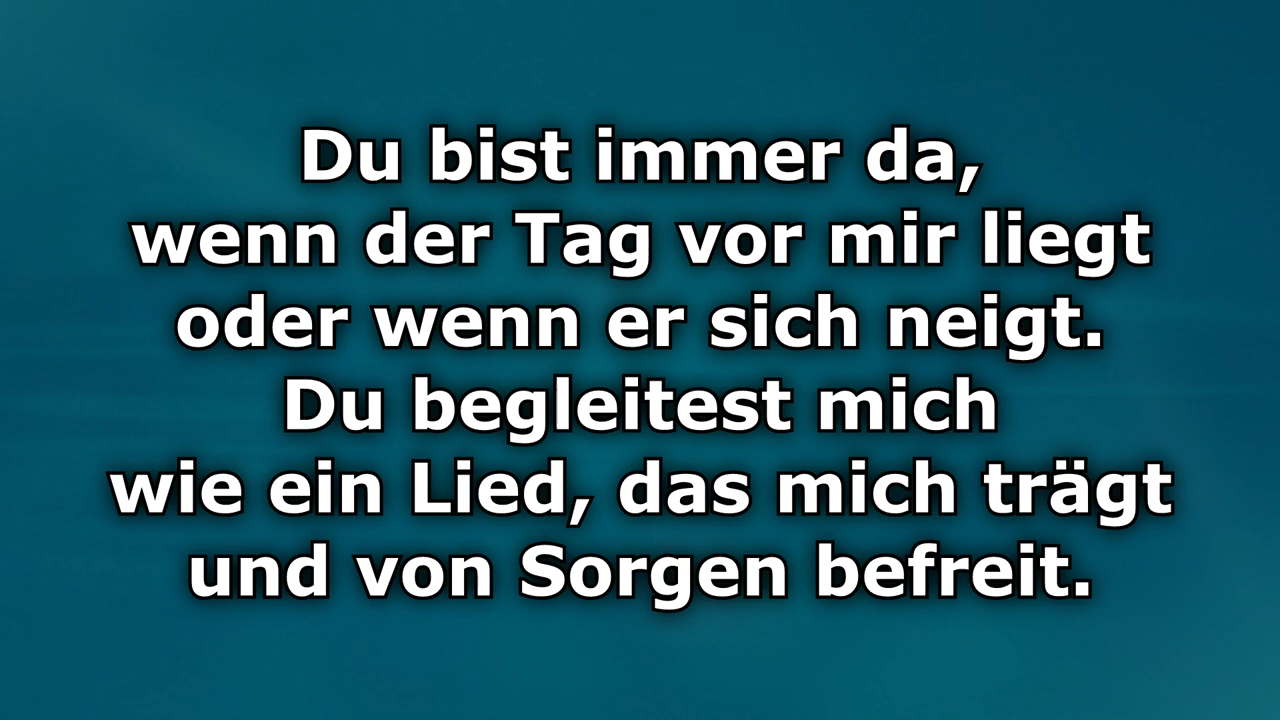 Du bist immer da,
wenn der Tag vor mir liegt
oder wenn er sich neigt.
Du begleitest mich
wie ein Lied, das mich trägt
und von Sorgen befreit.